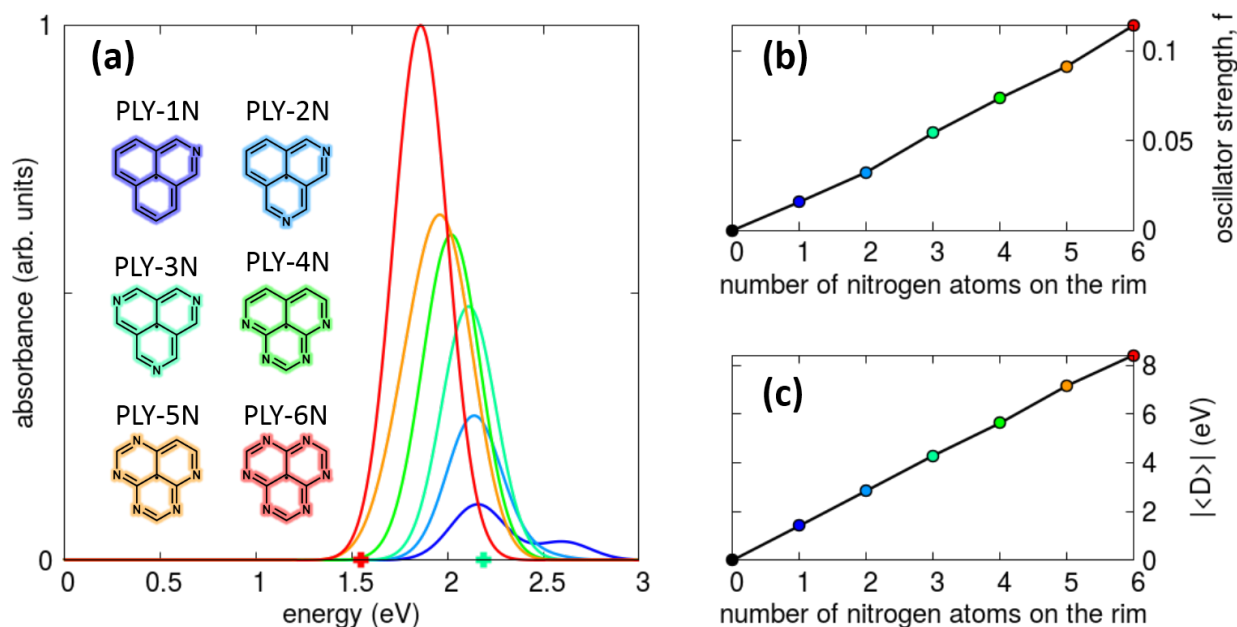 (a)
1
0
absorbance (arb. units)
PLY-1N
PLY-2N
N
N
N
PLY-3N
PLY-4N
N
N
N
N
N
N
N
PLY-5N
PLY-6N
N
N
N
N
N
N
N
N
N
N
N
0
0.5
1
1.5
2
2.5
3
energy (eV)
(b)
0.1
0.05
0
oscillator strength, f
0
1
2
3
4
5
6
number of nitrogen atoms on the rim
(c)
8
6
4
2
0
|<D>| (eV)
0
1
2
3
4
5
6
number of nitrogen atoms on the rim